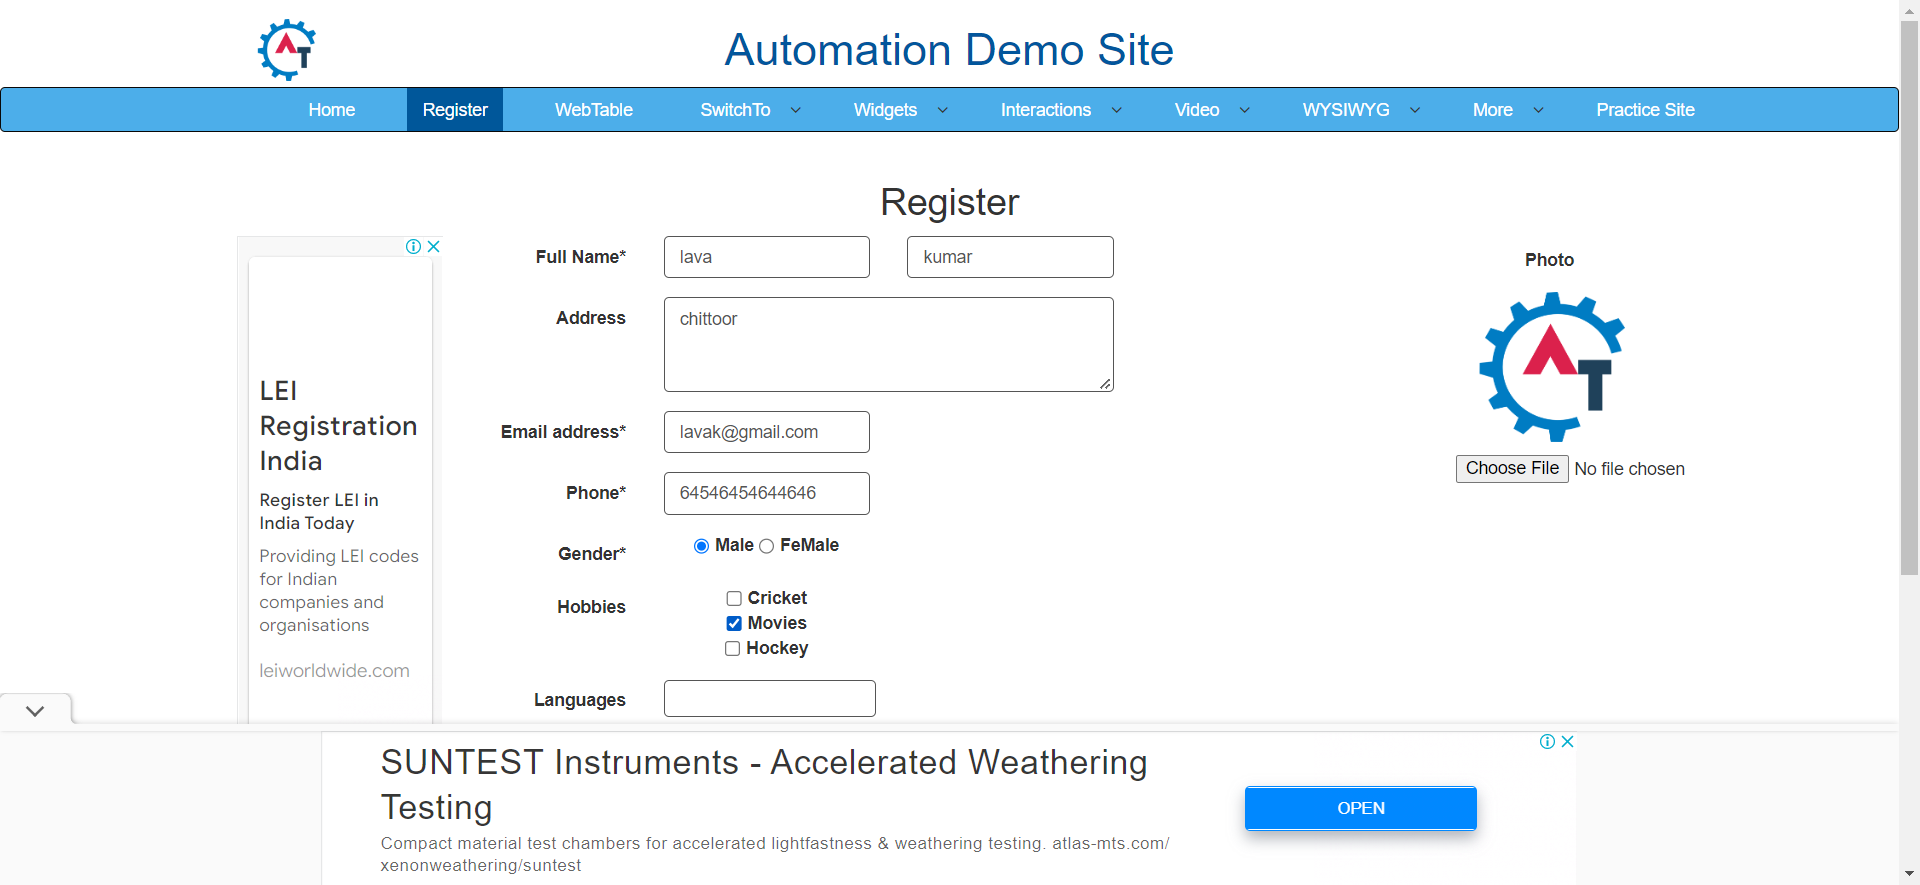 AT
Automation Demo Site
Home Register WebTable SwitchTo Widgets Interactions Video WYSIWYG More Practice Site
Register
Full Name* lava kumar
Photo
Address chittoor
AT
LEI
Registration
India
Email address* lavak@gmail.com
Choose File No file chosen
Register LEI in
India Today
Phone* 64546454644646
Providing LEI codes
for Indian
companies and
organisations
Gender* Male FeMale
Hobbies Cricket
Movies
Hockey
leiworldwide.com
Languages
SUNTEST Instruments - Accelerated Weathering
Testing
OPEN
Compact material test chambers for accelerated lightfastness & weathering testing. atlas-mts.com/
xenonweathering/suntest